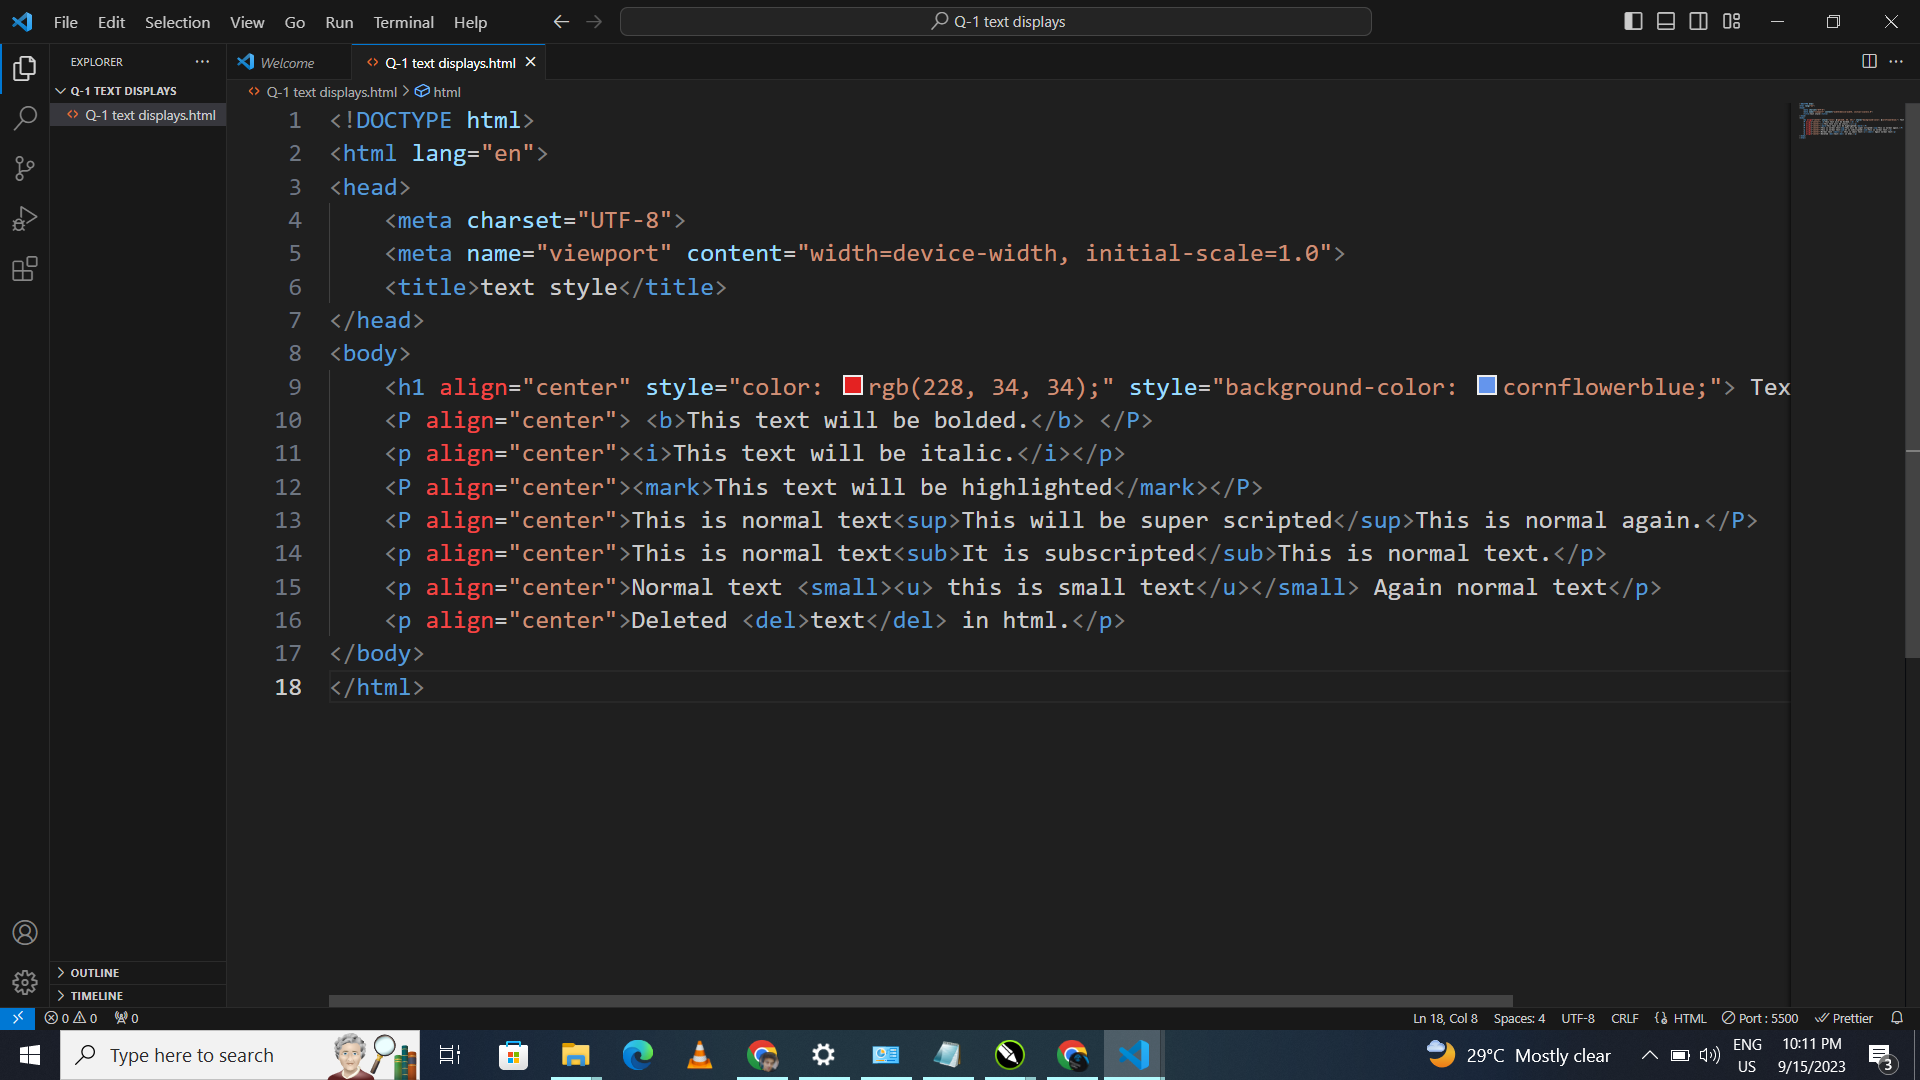 File Edit Selection View Go Run Terminal Help
Q-1 text displays
EXPLORER
Welcome
Q-1 text displays.html
Q-1 TEXT DISPLAYS
Q-1 text displays.html
Q-1 text displays.html > html
1 <!DOCTYPE html>
2 <html lang="en">
3 <head>
4 <meta charset="UTF-8">
5 <meta name="viewport" content="width=device-width, initial-scale=1.0">
6 <title>text style</title>
7 </head>
8 <body>
9 <h1 align="center" style="color: rgb(228, 34, 34);" style="background-color: cornflowerblue;"> Tex
10 <P align="center"> <b>This text will be bolded.</b> </P>
11 <p align="center"><i>This text will be italic.</i></p>
12 <P align="center"><mark>This text will be highlighted</mark></P>
13 <P align="center">This is normal text<sup>This will be super scripted</sup>This is normal again.</P>
14 <p align="center">This is normal text<sub>It is subscripted</sub>This is normal text.</p>
15 <p align="center">Normal text <small><u> this is small text</u></small> Again normal text</p>
16 <p align="center">Deleted <del>text</del> in html.</p>
17 </body>
18 </html>
OUTLINE
TIMELINE
0 0 0
Ln 18, Col 8 Spaces: 4 UTF-8 CRLF HTML Port : 5500 Prettier
Type here to search
29°C Mostly clear
ENG
US
10:11 PM
9/15/2023
3